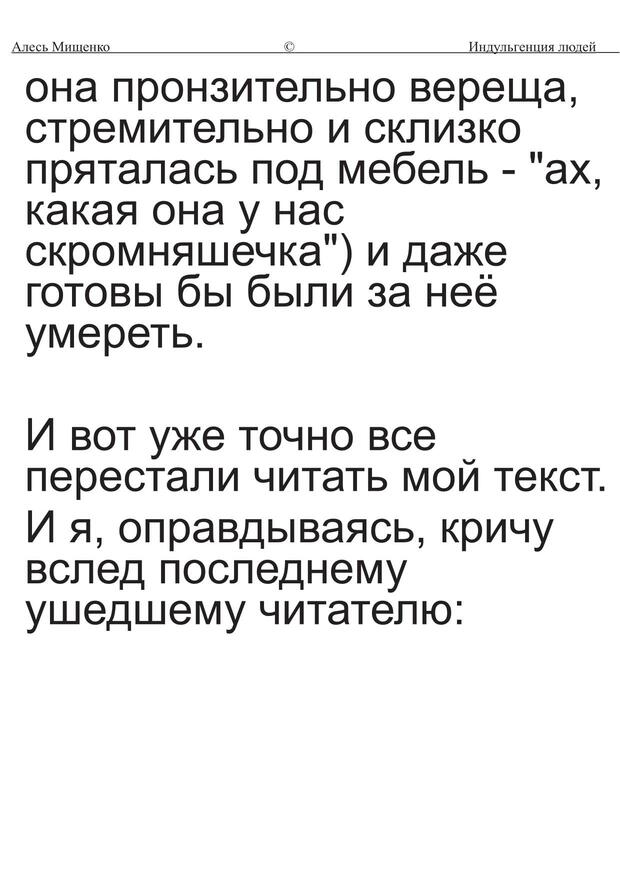 Алесь Мищенко © Индульгенция людей
она пронзительно вереща,
стремительно и склизко
пряталась под мебель - "ах,
какая она у нас
скромняшечка") и даже
готовы бы были за неё
умереть.
И вот уже точно все
перестали читать мой текст.
И я, оправдываясь, кричу
вслед последнему
ушедшему читателю: